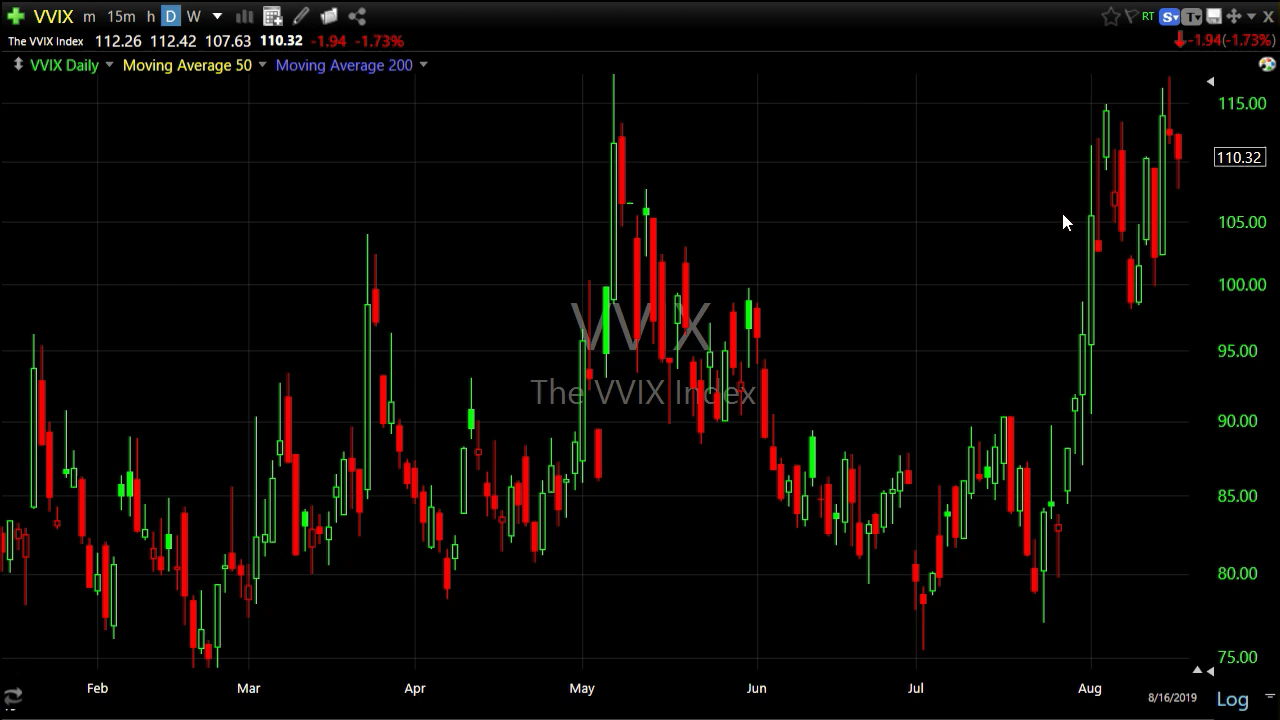 VVIX m 15m h D W RT S T X
The VVIX Index 112.26 112.42 107.63 110.32 -1.94 -1.73% -1.94(-1.73%)
VVIX Daily Moving Average 50 Moving Average 200
115.00
110.32
105.00
100.00
VVIX
95.00
The VVIX Index
90.00
85.00
80.00
75.00
Feb Mar Apr May Jun Jul Aug
8/16/2019 Log